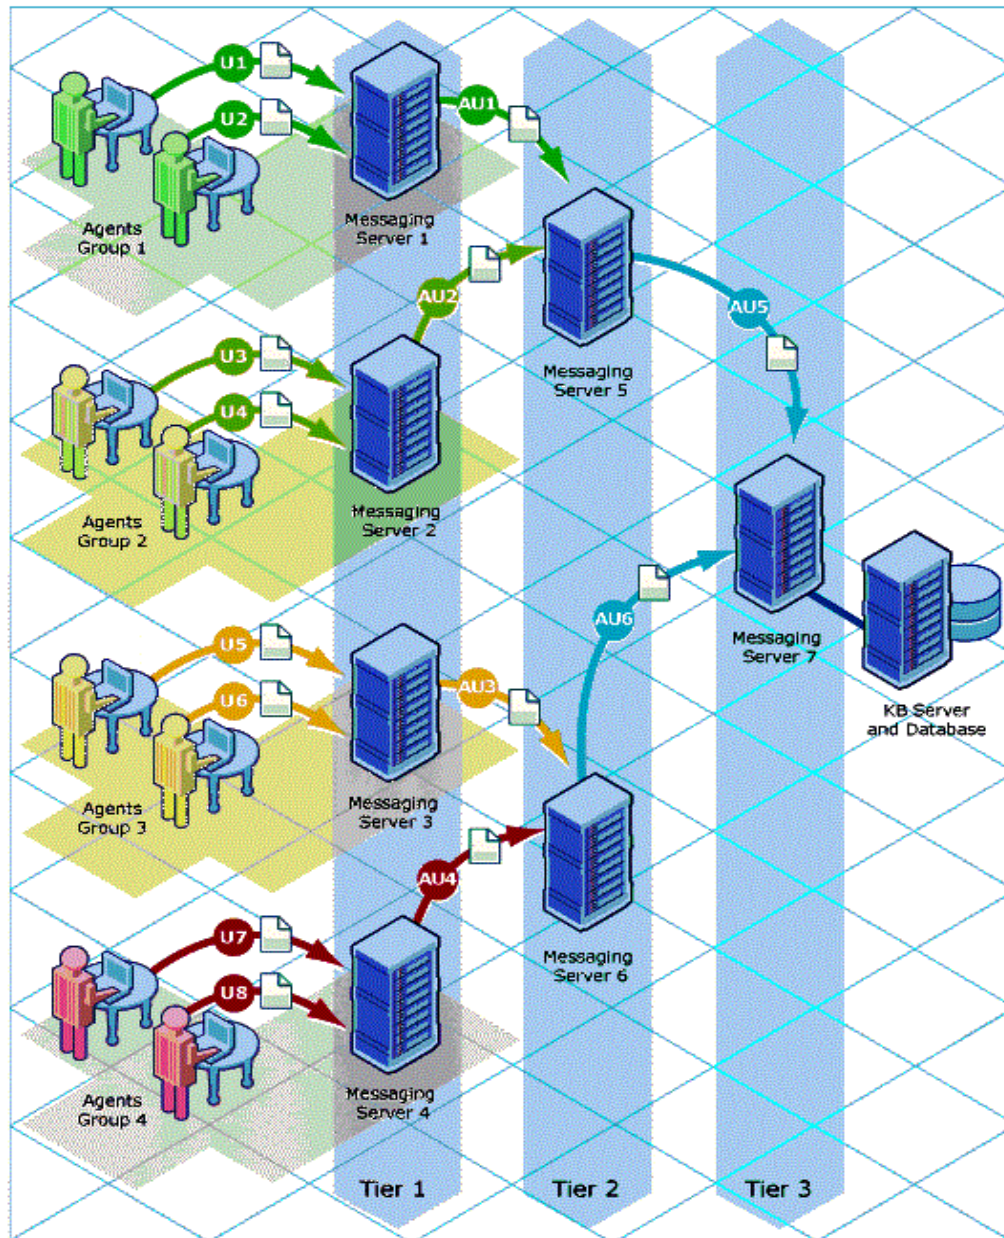 U1
U2
AU1
Agents
Group 1
Messaging
Server 1
AU2
U3
U4
Agents
Group 2
Messaging
Server 2
Messaging
Server 5
AU5
U5
U6
AU3
Agents
Group 3
Messaging
Server 3
AU6
Messaging
Server 7
KB Server
and Database
AU4
U7
U8
Agents
Group 4
Messaging
Server 4
Messaging
Server 6
Tier 1
Tier 2
Tier 3